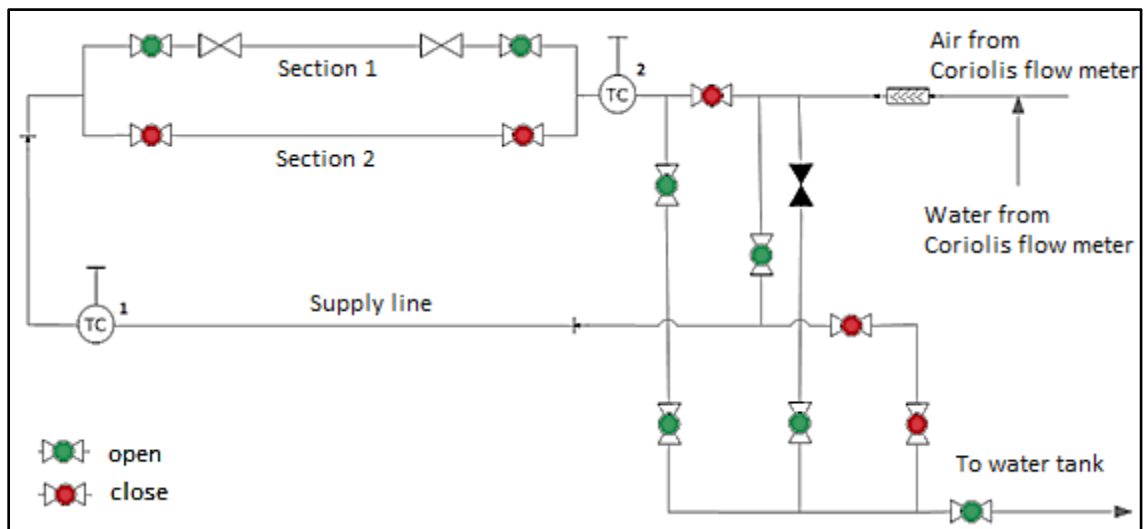 Section 1
Section 2
TC
2
Air from
Coriolis flow meter
Water from
Coriolis flow meter
Supply line
TC
1
open
close
To water tank